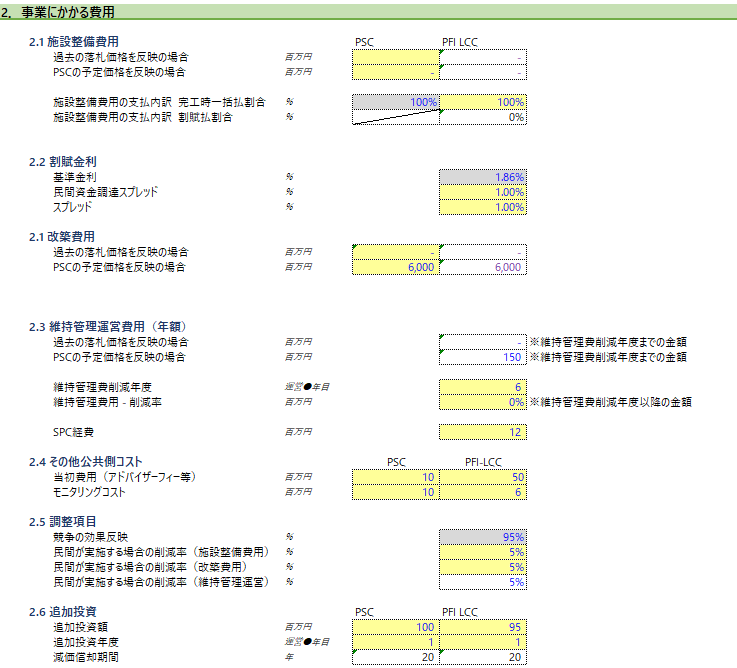 2. 事業にかかる費用
2.1 施設整備費用 PSC PFI LCC
過去の落札価格を反映の場合 百万円 -
PSCの予定価格を反映の場合 百万円 - -
施設整備費用の支払内訳 完工時一括払割合 % 100% 100%
施設整備費用の支払内訳 割賦払割合 % 0%
2.2 割賦金利
基準金利 % 1.86%
民間資金調達スプレッド % 1.00%
スプレッド % 1.00%
2.1 改築費用
過去の落札価格を反映の場合 百万円 - -
PSCの予定価格を反映の場合 百万円 6,000 6,000
2.3 維持管理運営費用（年額）
過去の落札価格を反映の場合 百万円 - ※維持管理費削減年度までの金額
PSCの予定価格を反映の場合 百万円 150 ※維持管理費削減年度までの金額
維持管理費削減年度 運営●年目 6
維持管理費用 - 削減率 百万円 0% ※維持管理費削減年度以降の金額
SPC経費 百万円 12
2.4 その他公共側コスト PSC PFI-LCC
当初費用（アドバイザーフィー等） 百万円 10 50
モニタリングコスト 百万円 10 6
2.5 調整項目
競争の効果反映 % 95%
民間が実施する場合の削減率（施設整備費用） % 5%
民間が実施する場合の削減率（改築費用） % 5%
民間が実施する場合の削減率（維持管理運営） % 5%
2.6 追加投資 PSC PFI LCC
追加投資額 百万円 100 95
追加投資年度 運営●年目 1 1
減価償却期間 年 20 20